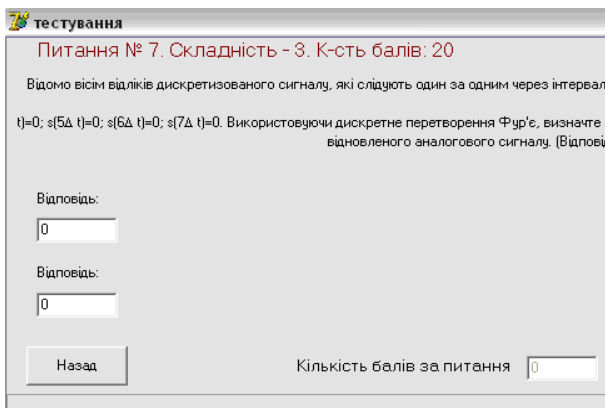 тестування
Питання № 7. Складність - 3. К-сть балів: 20
Відомо вісім відліків дискретизованого сигналу, які слідують один за одним через інтервал
t)=0; s(5Δ t)=0; s(6Δ t)=0; s(7Δ t)=0. Використовуючи дискретне перетворення Фур'є, визначте
відновленого аналогового сигналу. (Відповід
Відповідь:
0
Відповідь:
0
Назад
Кількість балів за питання 0